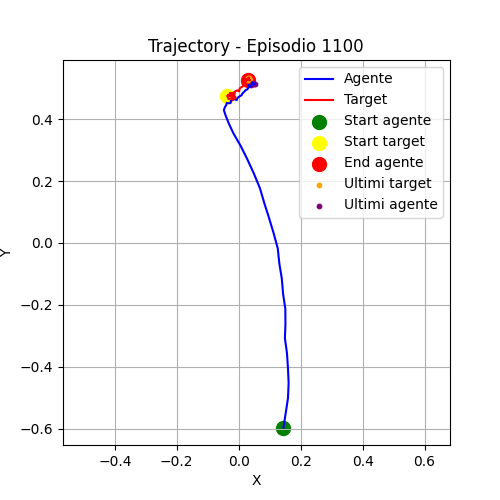 Trajectory - Episodio 1100
Agente
Target
Start agente
Start target
End agente
Ultimi target
Ultimi agente
0.4
0.2
0.0
−0.2
−0.4
−0.6
Y
−0.4
−0.2
0.0
0.2
0.4
0.6
X